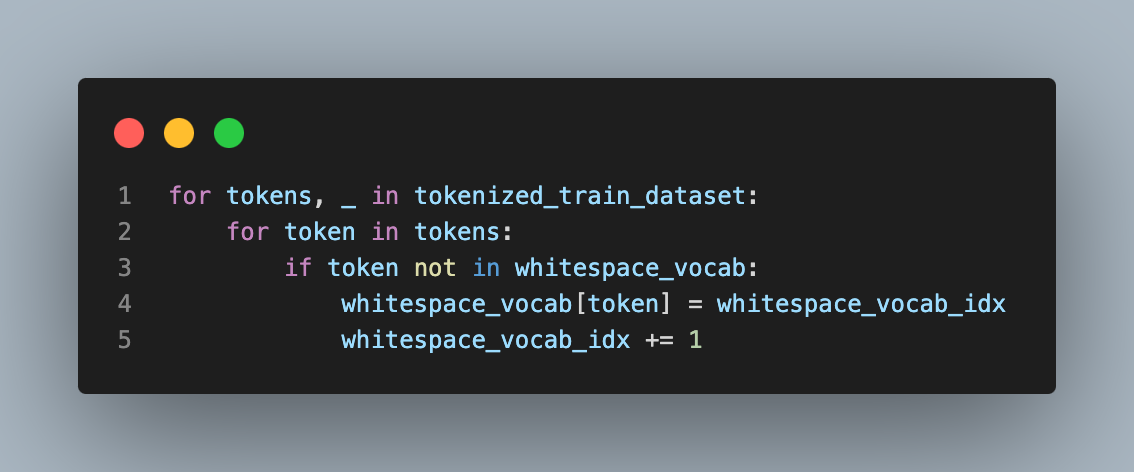 1 for tokens, _ in tokenized_train_dataset:
2     for token in tokens:
3         if token not in whitespace_vocab:
4             whitespace_vocab[token] = whitespace_vocab_idx
5             whitespace_vocab_idx += 1